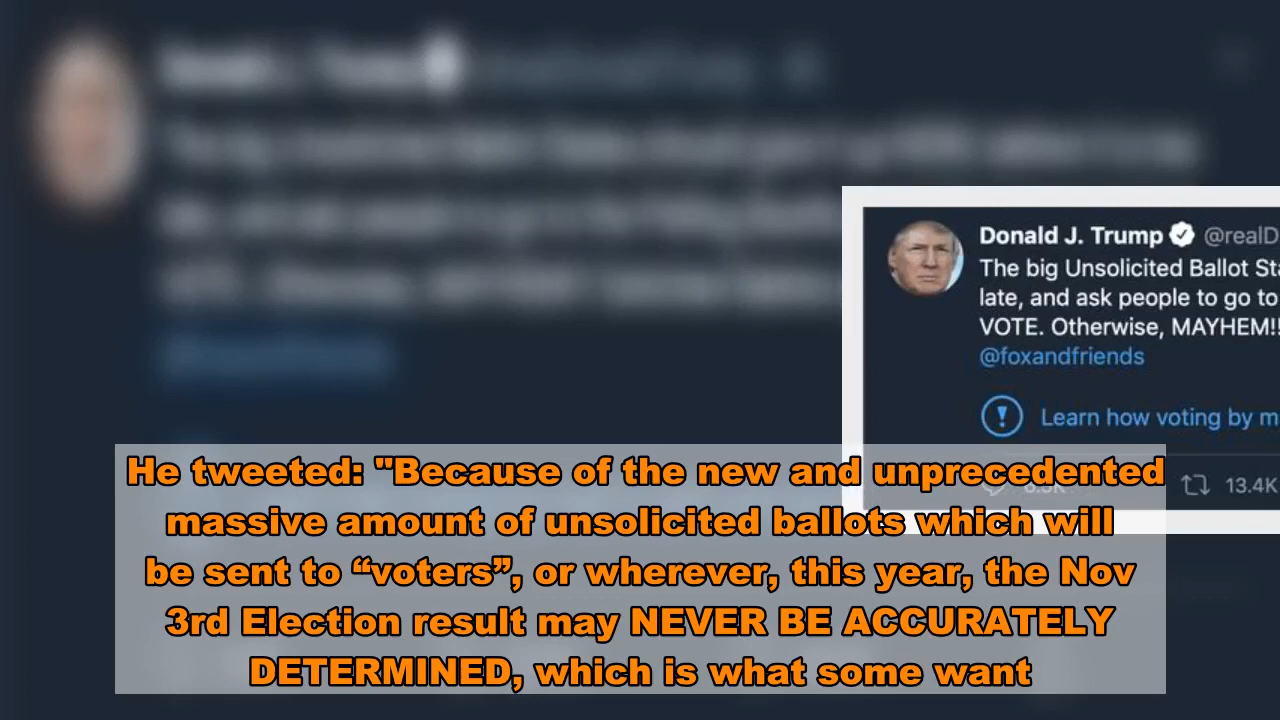 Donald J. Trump @realD
The big Unsolicited Ballot Sta
late, and ask people to go to
VOTE. Otherwise, MAYHEM!!
@foxandfriends
Learn how voting by m
13.4K
He tweeted: "Because of the new and unprecedented
massive amount of unsolicited ballots which will
be sent to “voters”, or wherever, this year, the Nov
3rd Election result may NEVER BE ACCURATELY
DETERMINED, which is what some want